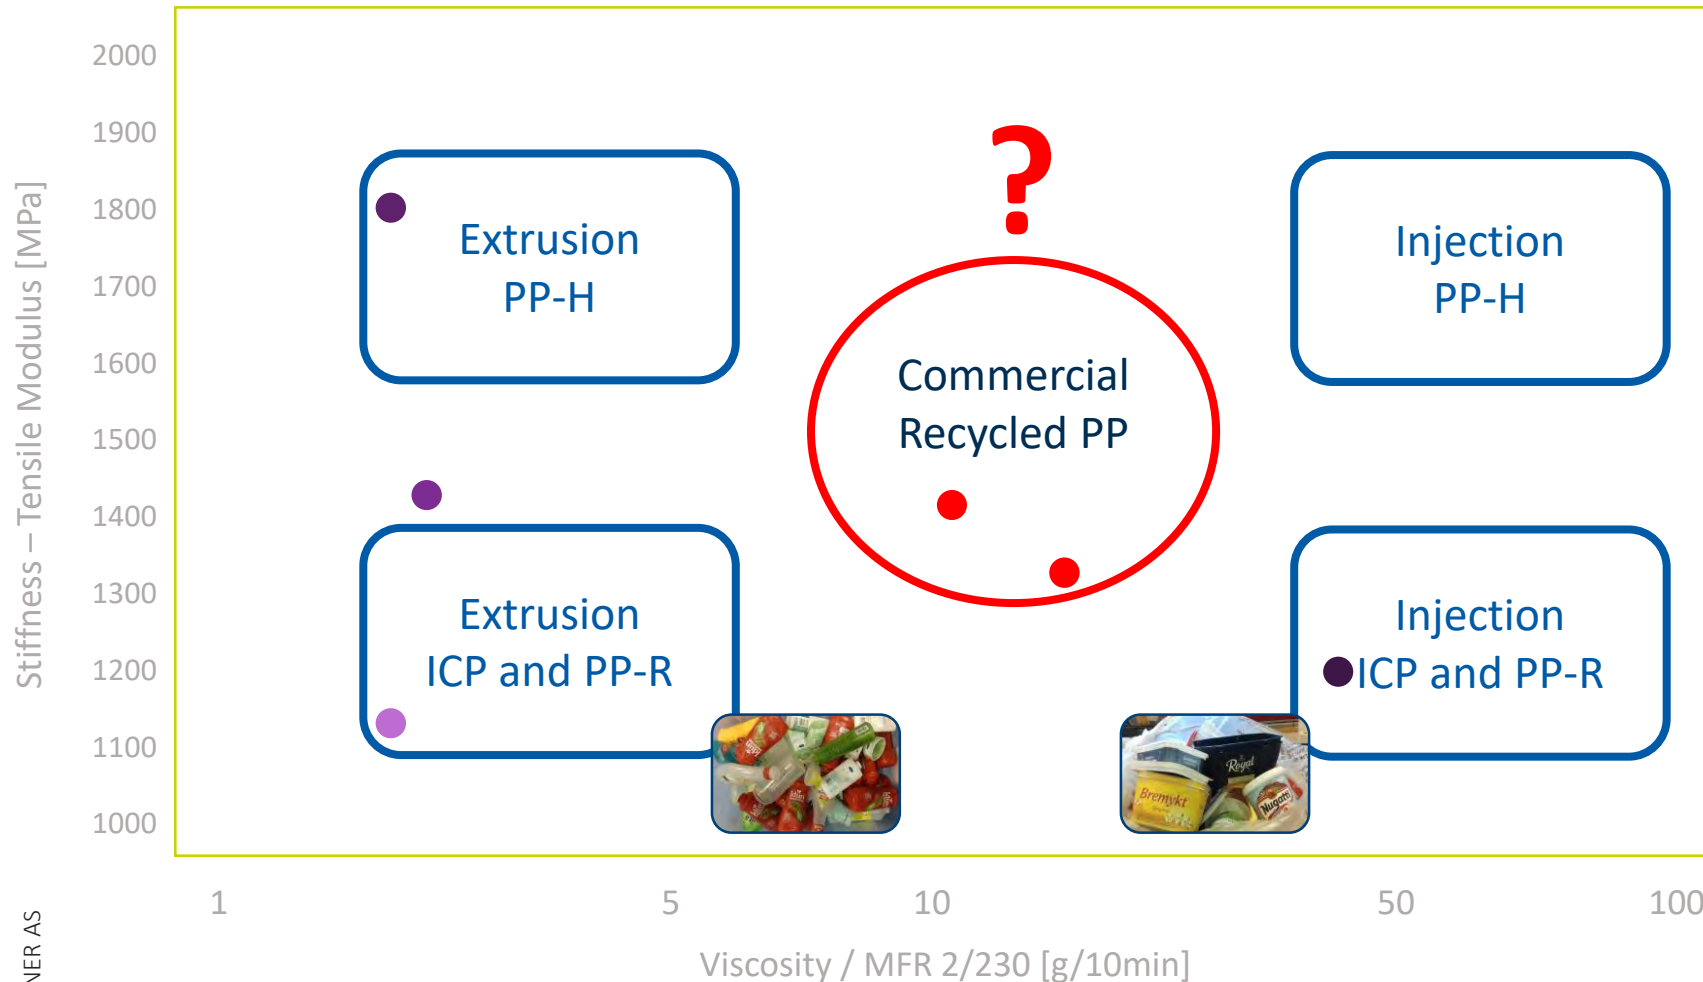 2000
1900
1800
1700
1600
1500
1400
1300
1200
1100
1000
Stiffness – Tensile Modulus [MPa]
Extrusion
PP-H
?
Injection
PP-H
Commercial
Recycled PP
Extrusion
ICP and PP-R
Injection
ICP and PP-R
Bremykt
Royal
Nugatti
1
5
10
50
100
Viscosity / MFR 2/230 [g/10min]
NER AS